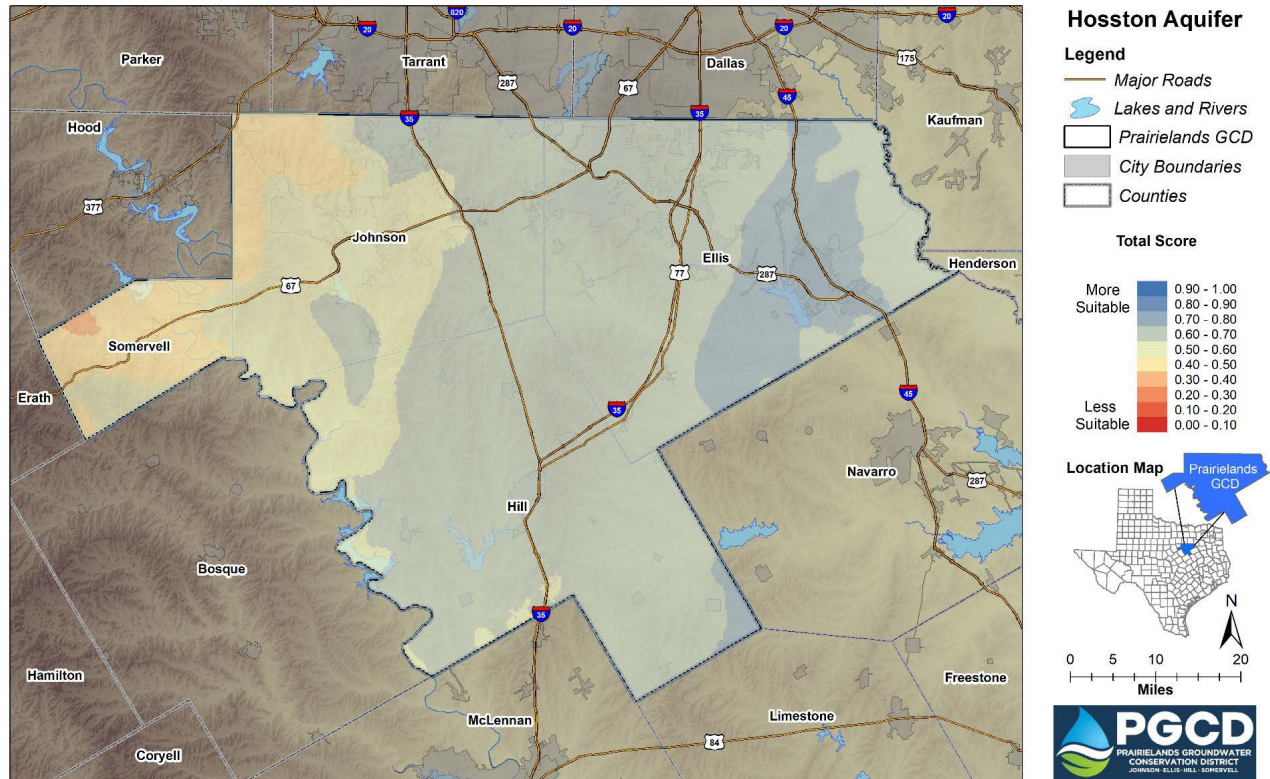 820
20
20
20
Parker
Tarrant
Dallas
175
287
67
45
Hood
35
35
Kaufman
377
Johnson
Ellis
Henderson
77
287
67
Somervell
Erath
35
45
Navarro
287
Hill
Bosque
35
Hamilton
Freestone
McLennan
Limestone
84
Coryell
Hosston Aquifer
Legend
Major Roads
Lakes and Rivers
Prairielands GCD
City Boundaries
Counties
Total Score
More
Suitable
0.90 - 1.00
0.80 - 0.90
0.70 - 0.80
0.60 - 0.70
0.50 - 0.60
0.40 - 0.50
0.30 - 0.40
0.20 - 0.30
0.10 - 0.20
0.00 - 0.10
Less
Suitable
Location Map
Prairielands
GCD
N
0 5 10 20
Miles
PGCD
PRAIRIELANDS GROUNDWATER
CONSERVATION DISTRICT
JOHNSON - ELLIS - HILL - SOMERVELL